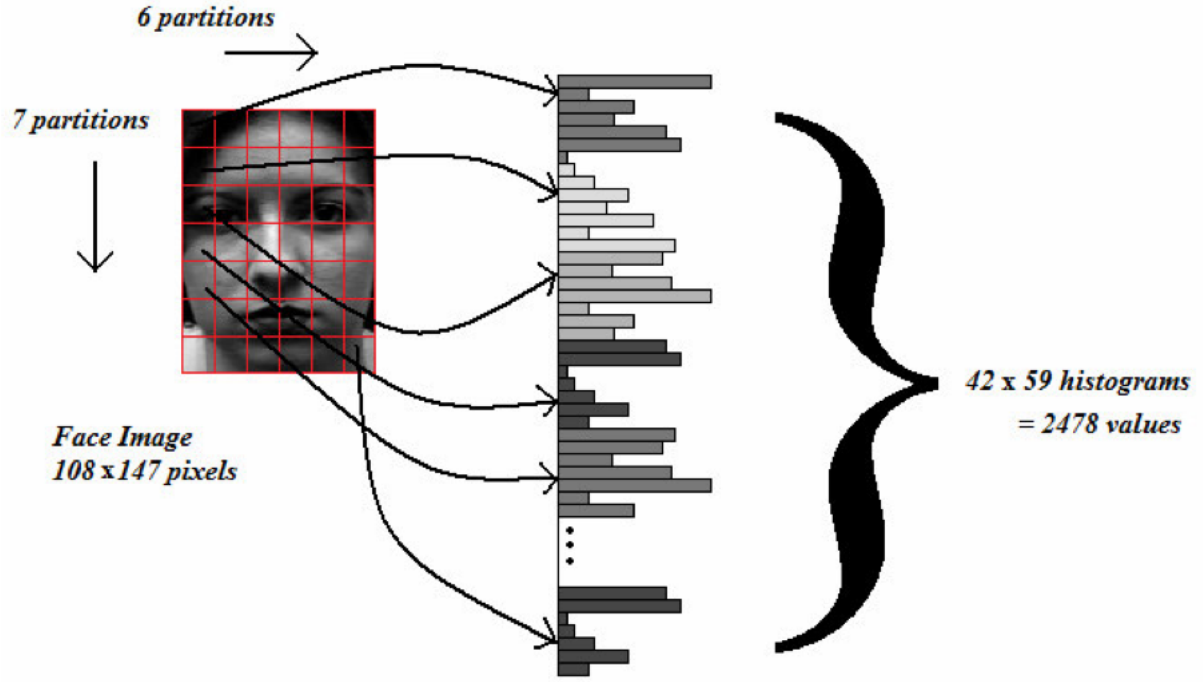 6 partitions
7 partitions
Face Image
108 x 147 pixels
42 x 59 histograms
= 2478 values